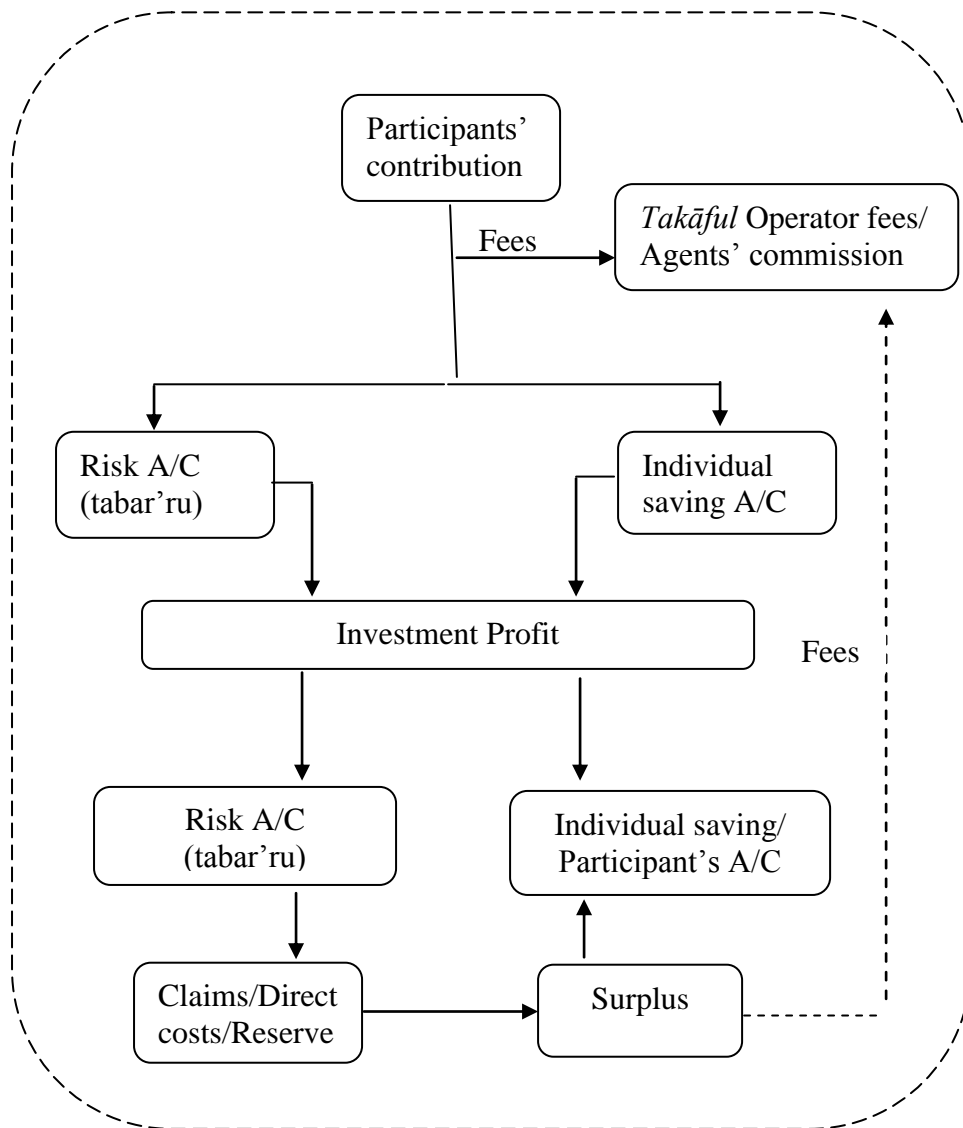 Participants’
contribution
Fees
Takāful Operator fees/
Agents’ commission
Risk A/C
(tabar’ru)
Individual
saving A/C
Investment Profit
Fees
Risk A/C
(tabar’ru)
Individual saving/
Participant’s A/C
Claims/Direct
costs/Reserve
Surplus